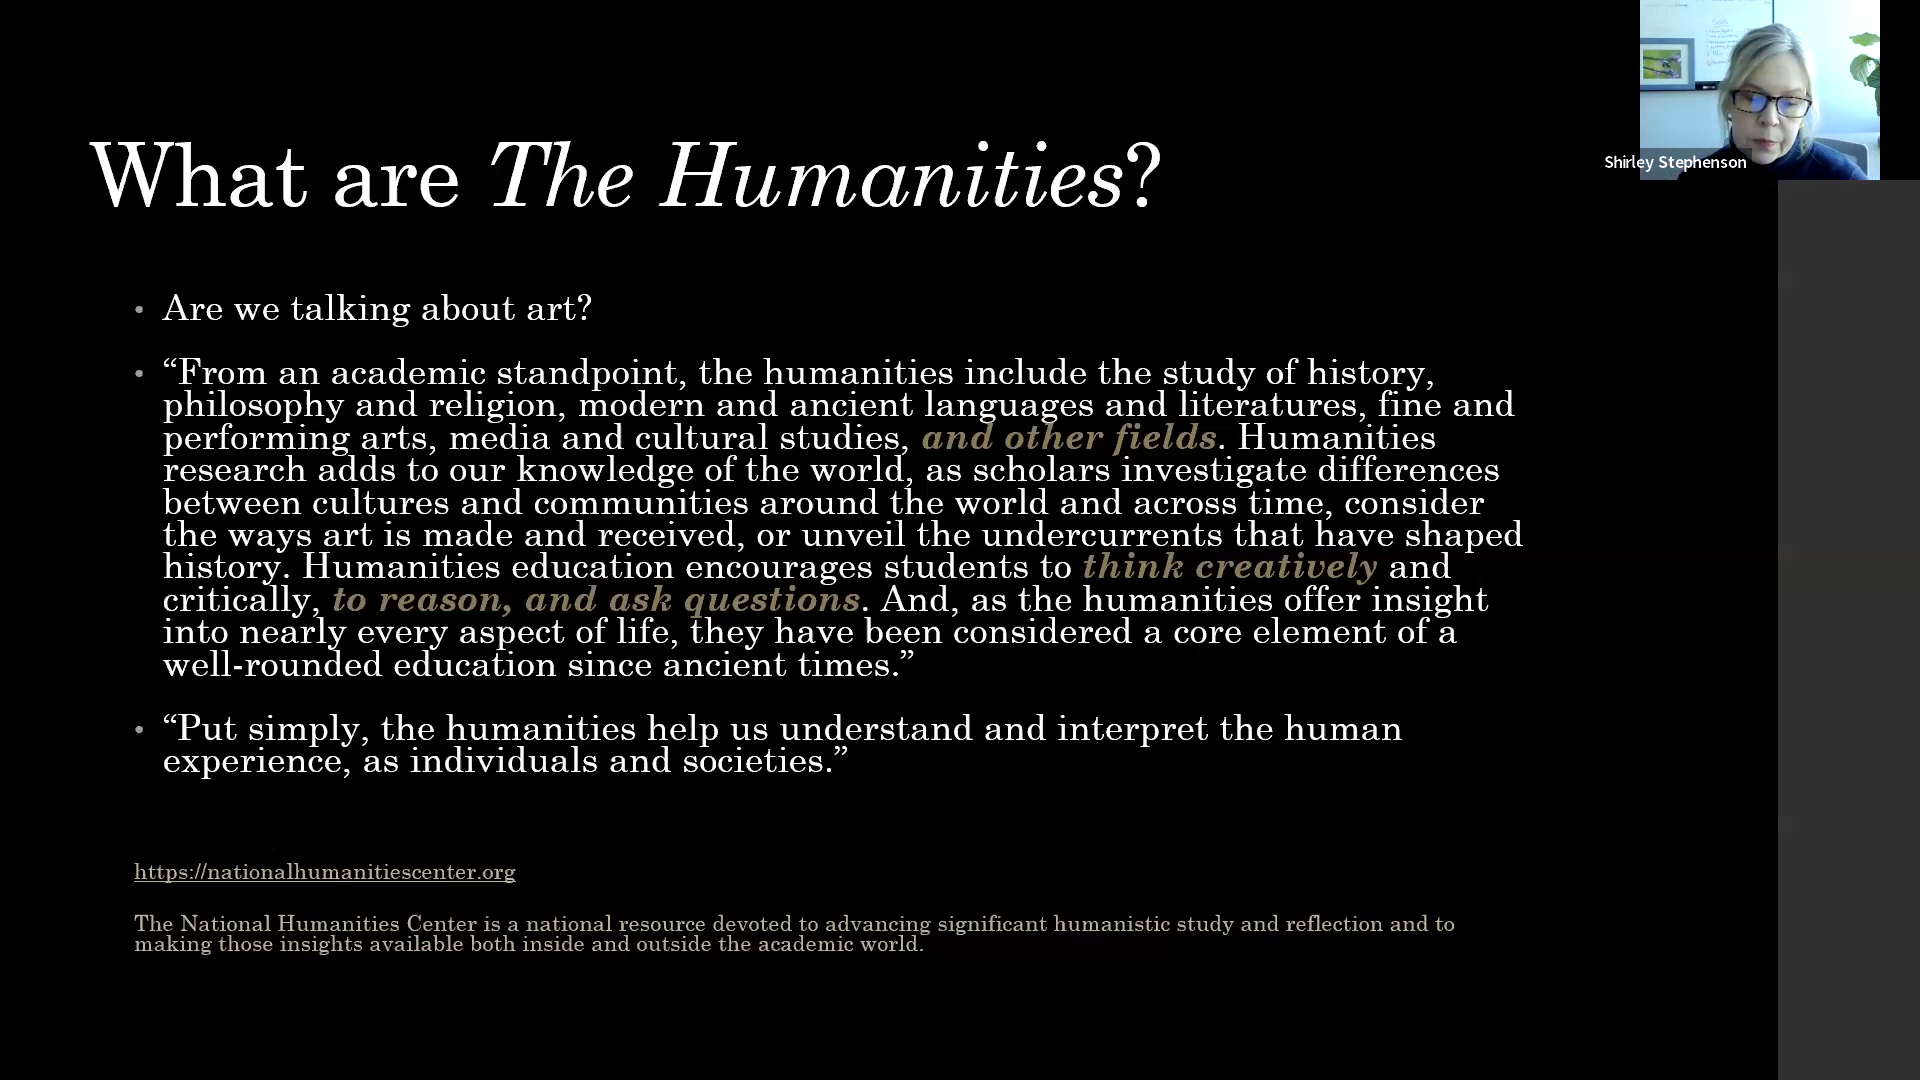 Shirley Stephenson
What are The Humanities?
• Are we talking about art?
• “From an academic standpoint, the humanities include the study of history,
philosophy and religion, modern and ancient languages and literatures, fine and
performing arts, media and cultural studies, and other fields. Humanities
research adds to our knowledge of the world, as scholars investigate differences
between cultures and communities around the world and across time, consider
the ways art is made and received, or unveil the undercurrents that have shaped
history. Humanities education encourages students to think creatively and
critically, to reason, and ask questions. And, as the humanities offer insight
into nearly every aspect of life, they have been considered a core element of a
well-rounded education since ancient times.”
• “Put simply, the humanities help us understand and interpret the human
experience, as individuals and societies.”
https://nationalhumanitiescenter.org
The National Humanities Center is a national resource devoted to advancing significant humanistic study and reflection and to
making those insights available both inside and outside the academic world.